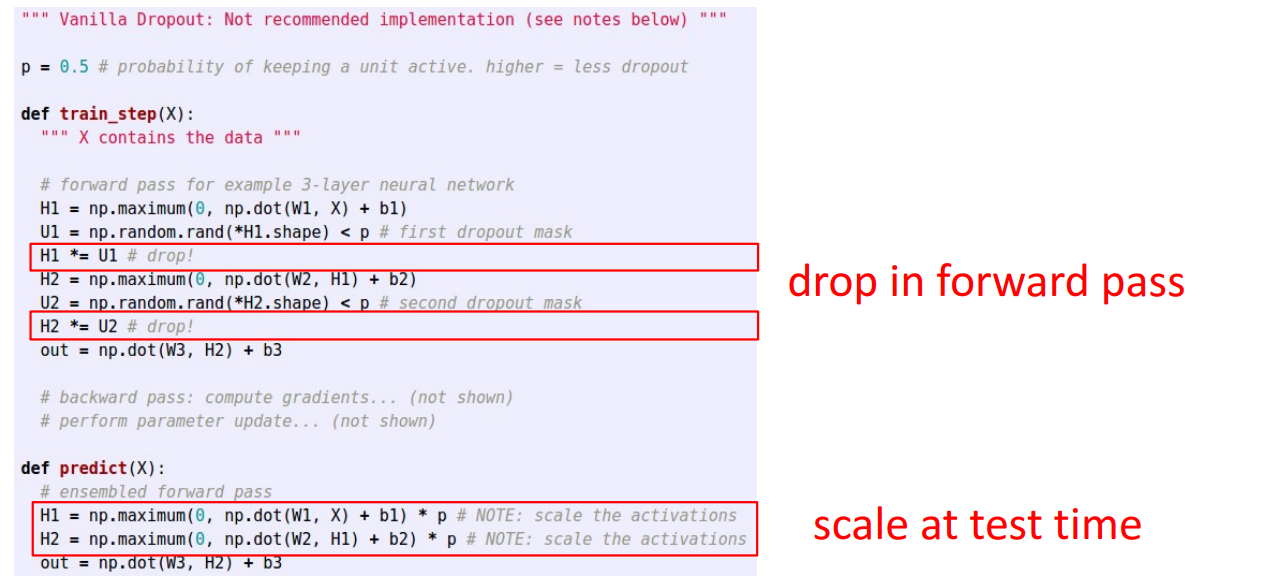 """ Vanilla Dropout: Not recommended implementation (see notes below) """
p = 0.5 # probability of keeping a unit active. higher = less dropout
def train_step(X):
""" X contains the data """
# forward pass for example 3-layer neural network
H1 = np.maximum(0, np.dot(W1, X) + b1)
U1 = np.random.rand(*H1.shape) < p # first dropout mask
H1 *= U1 # drop!
H2 = np.maximum(0, np.dot(W2, H1) + b2)
U2 = np.random.rand(*H2.shape) < p # second dropout mask
H2 *= U2 # drop!
out = np.dot(W3, H2) + b3
# backward pass: compute gradients... (not shown)
# perform parameter update... (not shown)
def predict(X):
# ensembled forward pass
H1 = np.maximum(0, np.dot(W1, X) + b1) * p # NOTE: scale the activations
H2 = np.maximum(0, np.dot(W2, H1) + b2) * p # NOTE: scale the activations
out = np.dot(W3, H2) + b3
drop in forward pass
scale at test time